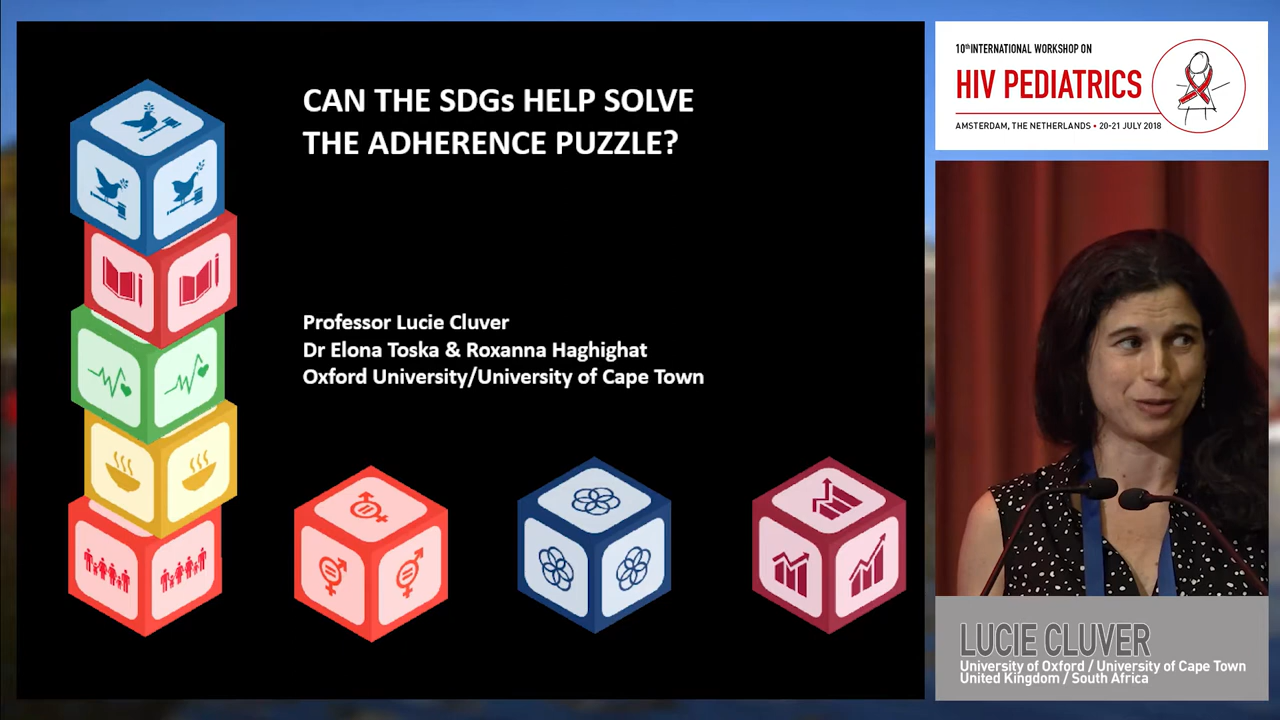 CAN THE SDGs HELP SOLVE
THE ADHERENCE PUZZLE?
Professor Lucie Cluver
Dr Elona Toska & Roxanna Haghighat
Oxford University/University of Cape Town
10th INTERNATIONAL WORKSHOP ON
HIV PEDIATRICS
AMSTERDAM, THE NETHERLANDS • 20-21 JULY 2018
LUCIE CLUVER
University of Oxford / University of Cape Town
United Kingdom / South Africa